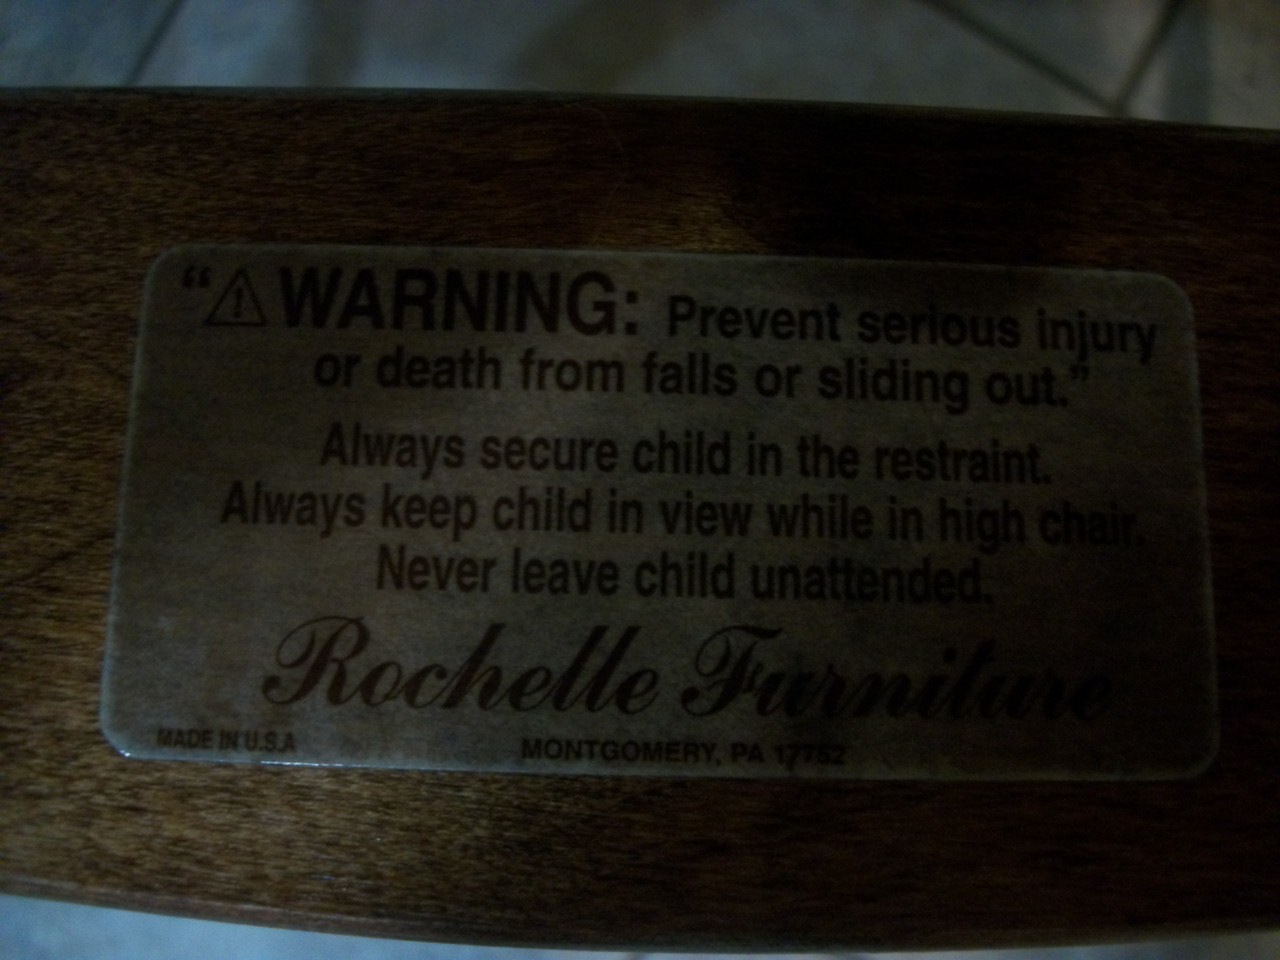 “⚠ WARNING: Prevent serious injury
or death from falls or sliding out.”
Always secure child in the restraint.
Always keep child in view while in high chair.
Never leave child unattended.
Rochelle Furniture
MADE IN U.S.A
MONTGOMERY, PA 17752